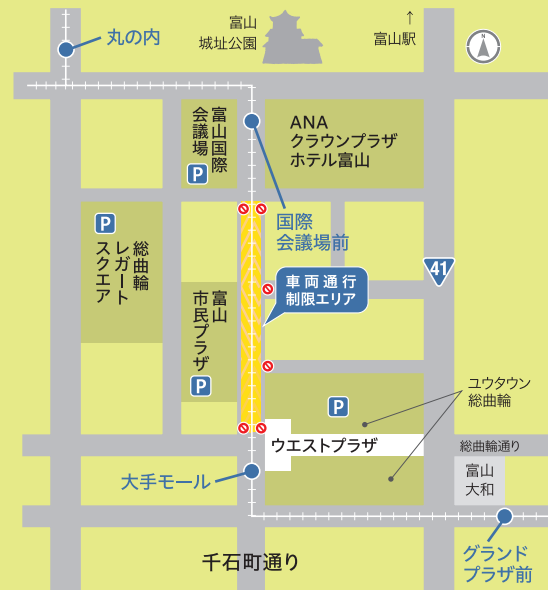 丸の内
富山
城址公園
↑
富山駅
N
富山国際
会議場
P
ANA
クラウンプラザ
ホテル富山
国際
会議場前
P
総曲輪
レガート
スクエア
富山
市民プラザ
P
車両通行
制限エリア
41
P
ユウタウン
総曲輪
ウエストプラザ
総曲輪通り
富山
大和
大手モール
グランド
プラザ前
千石町通り